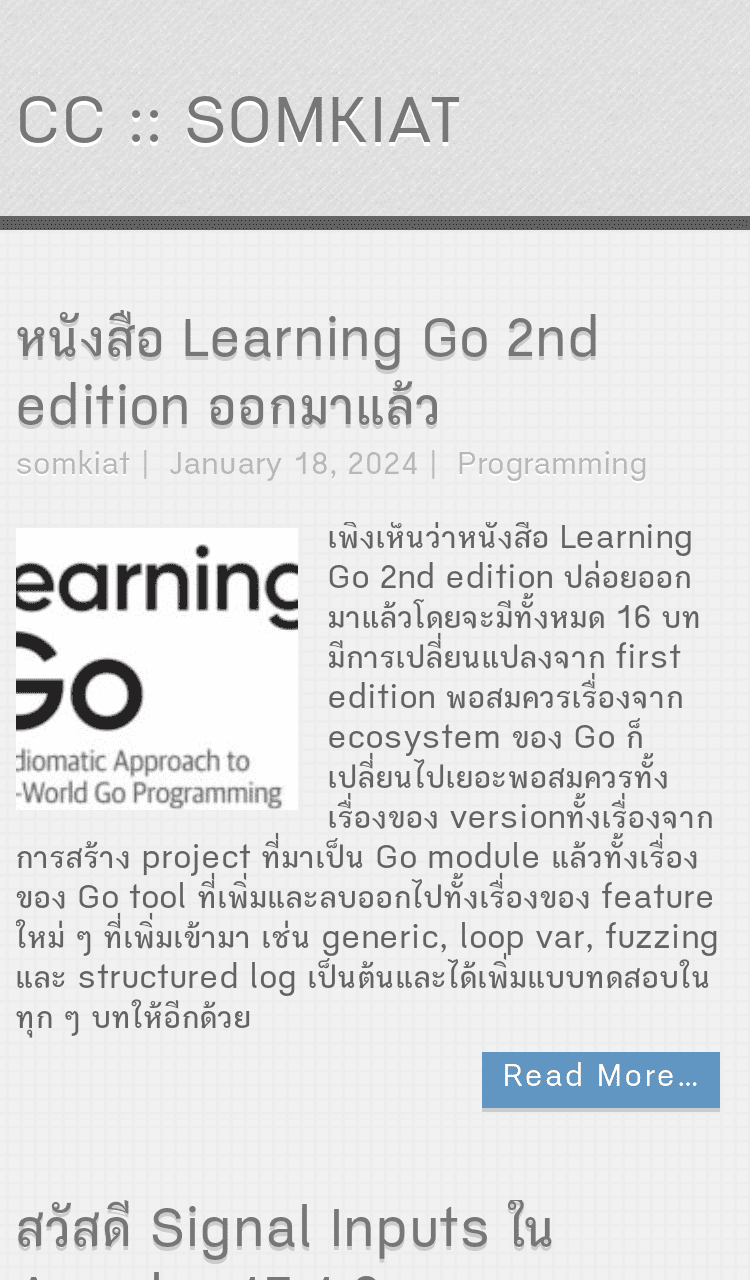 CC :: SOMKIAT
หนังสือ Learning Go 2nd
edition ออกมาแล้ว
somkiat | January 18, 2024 | Programming
earning
Go
diomatic Approach to
-World Go Programming
เพิ่งเห็นว่าหนังสือ Learning
Go 2nd edition ปล่อยออก
มาแล้วโดยจะมีทั้งหมด 16 บท
มีการเปลี่ยนแปลงจาก first
edition พอสมควรเรื่องจาก
ecosystem ของ Go ก็
เปลี่ยนไปเยอะพอสมควรทั้ง
เรื่องของ versionทั้งเรื่องจาก
การสร้าง project ที่มาเป็น Go module แล้วทั้งเรื่อง
ของ Go tool ที่เพิ่มและลบออกไปทั้งเรื่องของ feature
ใหม่ ๆ ที่เพิ่มเข้ามา เช่น generic, loop var, fuzzing
และ structured log เป็นต้นและได้เพิ่มแบบทดสอบใน
ทุก ๆ บทให้อีกด้วย
Read More…
สวัสดี Signal Inputs ใน